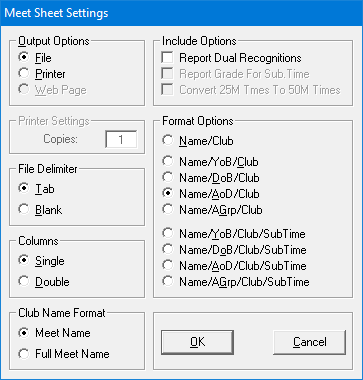 Meet Sheet Settings
Output Options
File
Printer
Web Page
Printer Settings
Copies: 1
File Delimiter
Tab
Blank
Columns
Single
Double
Club Name Format
Meet Name
Full Meet Name
Include Options
Report Dual Recognitions
Report Grade For Sub.Time
Convert 25M Tmes To 50M Times
Format Options
Name/Club
Name/YoB/Club
Name/DoB/Club
Name/AoD/Club
Name/AGrp/Club
Name/YoB/Club/SubTime
Name/DoB/Club/SubTime
Name/AoD/Club/SubTime
Name/AGrp/Club/SubTime
OK
Cancel